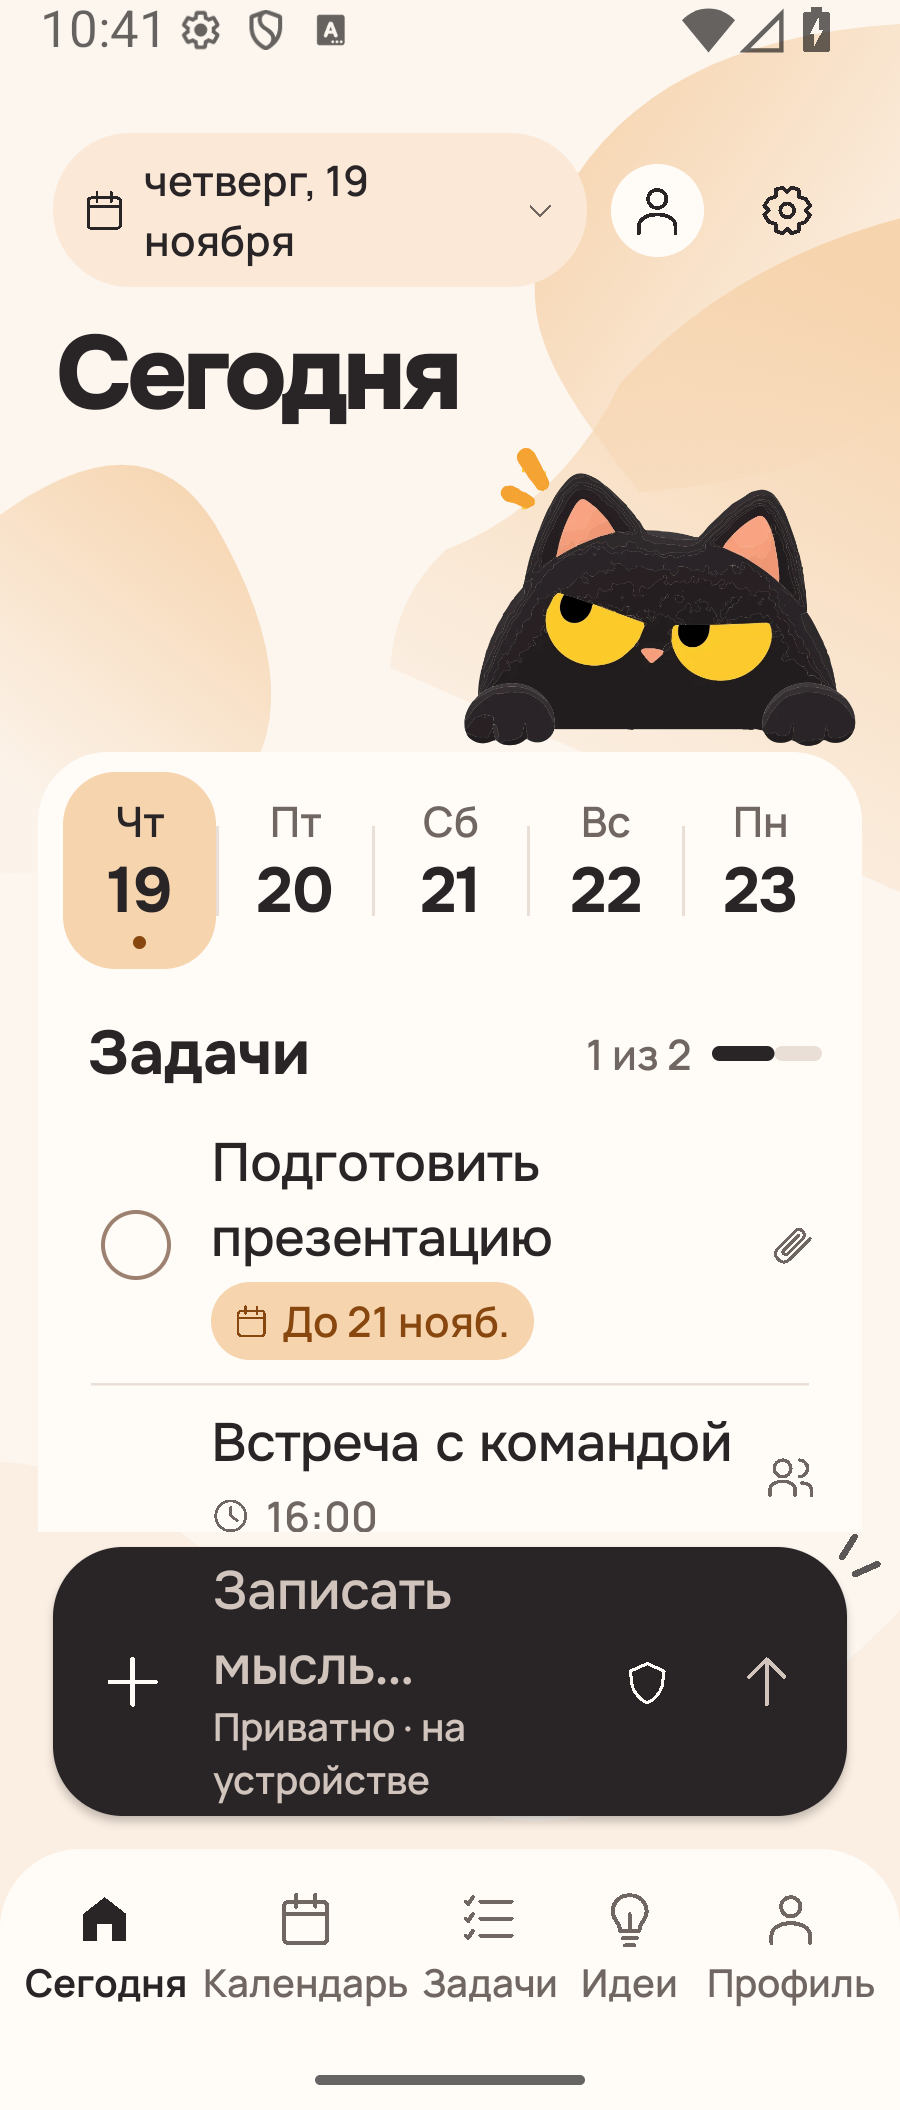 10:41
четверг, 19
ноября
Сегодня
Чт Пт Сб Вс Пн
19 20 21 22 23
Задачи 1 из 2
Подготовить
презентацию
До 21 нояб.
Встреча с командой
16:00
Записать
мысль...
Приватно · на
устройстве
Сегодня Календарь Задачи Идеи Профиль